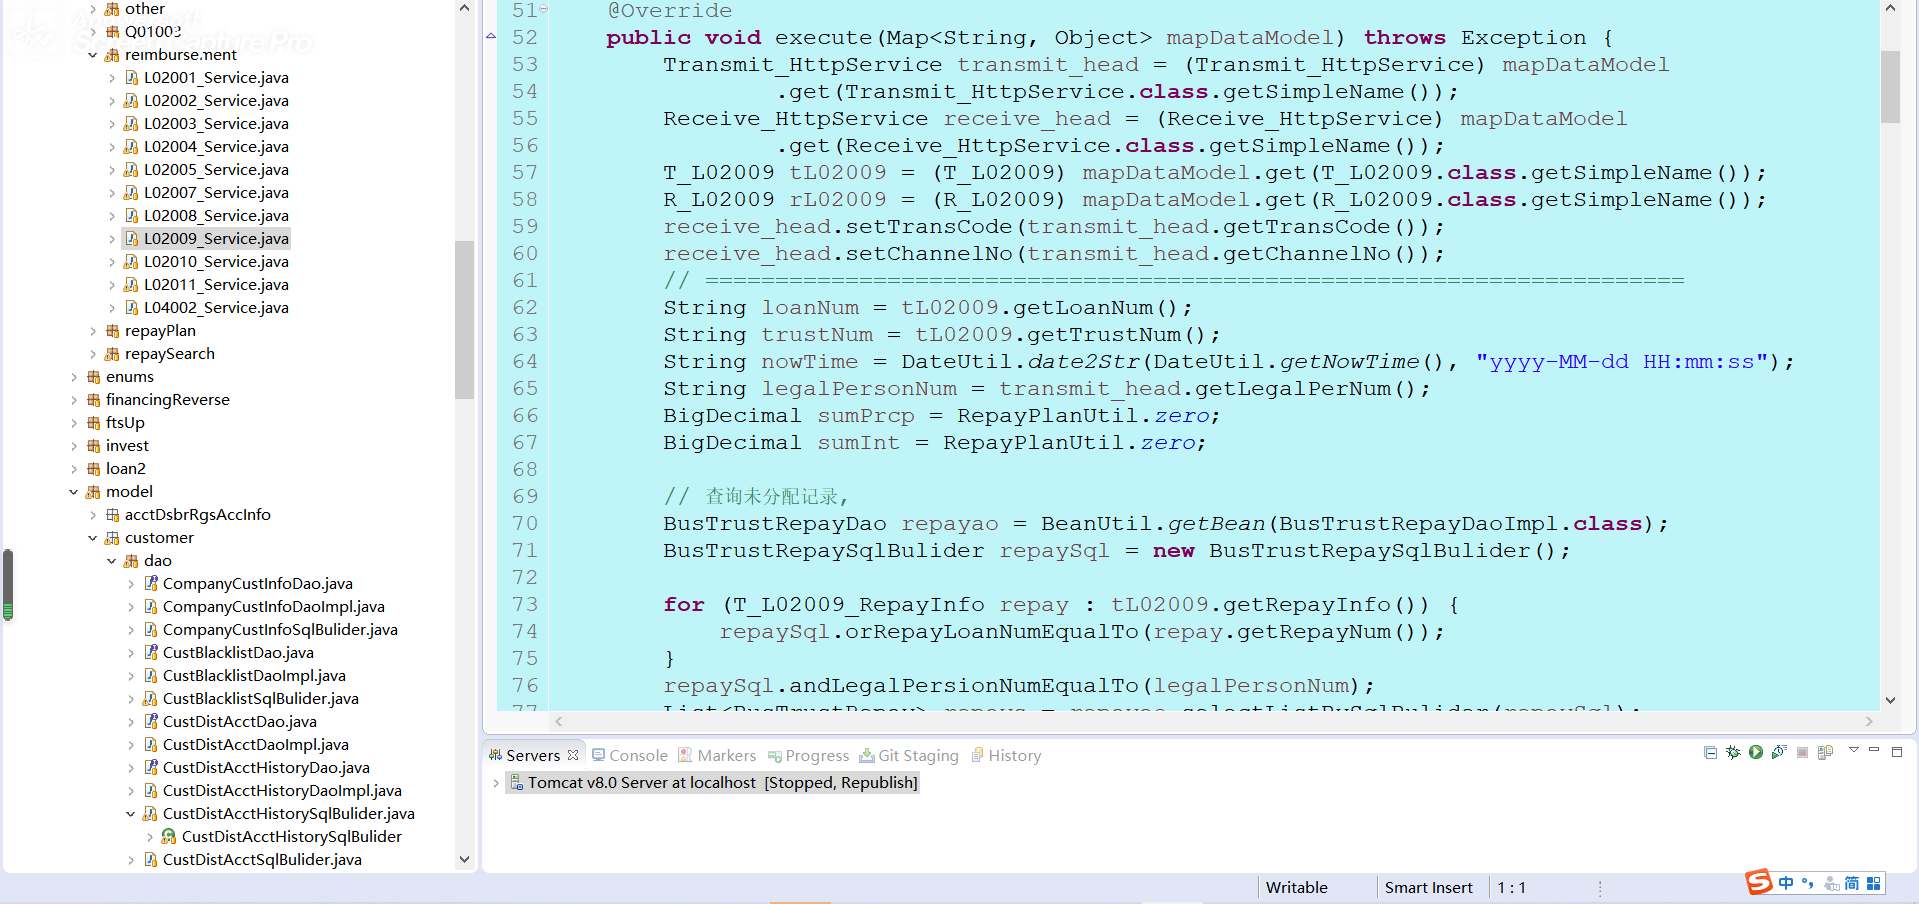 other
Q01003
reimbursement
L02001_Service.java
L02002_Service.java
L02003_Service.java
L02004_Service.java
L02005_Service.java
L02007_Service.java
L02008_Service.java
L02009_Service.java
L02010_Service.java
L02011_Service.java
L04002_Service.java
repayPlan
repaySearch
enums
financingReverse
ftsUp
invest
loan2
model
acctDsbrRgsAccInfo
customer
dao
CompanyCustInfoDao.java
CompanyCustInfoDaoImpl.java
CompanyCustInfoSqlBulider.java
CustBlacklistDao.java
CustBlacklistDaoImpl.java
CustBlacklistSqlBulider.java
CustDistAcctDao.java
CustDistAcctDaoImpl.java
CustDistAcctHistoryDao.java
CustDistAcctHistoryDaoImpl.java
CustDistAcctHistorySqlBulider.java
CustDistAcctHistorySqlBulider
CustDistAcctSqlBulider.java
51 @Override
52 public void execute(Map<String, Object> mapDataModel) throws Exception {
53 Transmit_HttpService transmit_head = (Transmit_HttpService) mapDataModel
54 .get(Transmit_HttpService.class.getSimpleName());
55 Receive_HttpService receive_head = (Receive_HttpService) mapDataModel
56 .get(Receive_HttpService.class.getSimpleName());
57 T_L02009 tL02009 = (T_L02009) mapDataModel.get(T_L02009.class.getSimpleName());
58 R_L02009 rL02009 = (R_L02009) mapDataModel.get(R_L02009.class.getSimpleName());
59 receive_head.setTransCode(transmit_head.getTransCode());
60 receive_head.setChannelNo(transmit_head.getChannelNo());
61 // ======================================================================
62 String loanNum = tL02009.getLoanNum();
63 String trustNum = tL02009.getTrustNum();
64 String nowTime = DateUtil.date2Str(DateUtil.getNowTime(), "yyyy-MM-dd HH:mm:ss");
65 String legalPersonNum = transmit_head.getLegalPerNum();
66 BigDecimal sumPrcp = RepayPlanUtil.zero;
67 BigDecimal sumInt = RepayPlanUtil.zero;
68
69 // 查询未分配记录,
70 BusTrustRepayDao repayao = BeanUtil.getBean(BusTrustRepayDaoImpl.class);
71 BusTrustRepaySqlBulider repaySql = new BusTrustRepaySqlBulider();
72
73 for (T_L02009_RepayInfo repay : tL02009.getRepayInfo()) {
74 repaySql.orRepayLoanNumEqualTo(repay.getRepayNum());
75 }
76 repaySql.andLegalPersionNumEqualTo(legalPersonNum);
77 List<BusTrustRepay> repays = repayao.selectListBySqlBulider(repaySql);
Servers Console Markers Progress Git Staging History
Tomcat v8.0 Server at localhost [Stopped, Republish]
Writable Smart Insert 1 : 1
中 简